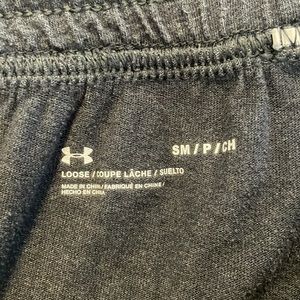 SM / P / CH
LOOSE / COUPE LÂCHE / SUELTO
MADE IN CHINA / FABRIQUÉ EN CHINE /
HECHO EN CHINA